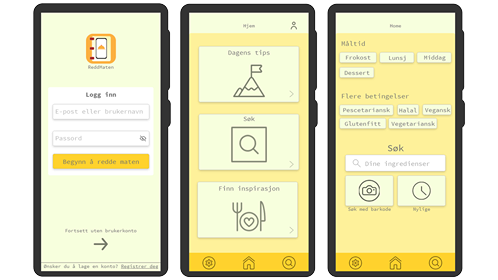 ReddMaten
Logg inn
E-post eller brukernavn
Passord
Begynn å redde maten
Fortsett uten brukerkonto
Ønsker du å lage en konto? Registrer deg
Hjem
Dagens tips
Søk
Finn inspirasjon
Home
Måltid
Frokost
Lunsj
Middag
Dessert
Flere betingelser
Pescetariansk
Halal
Vegansk
Glutenfitt
Vegetariansk
Søk
Dine ingredienser
Søk med barkode
Nylige